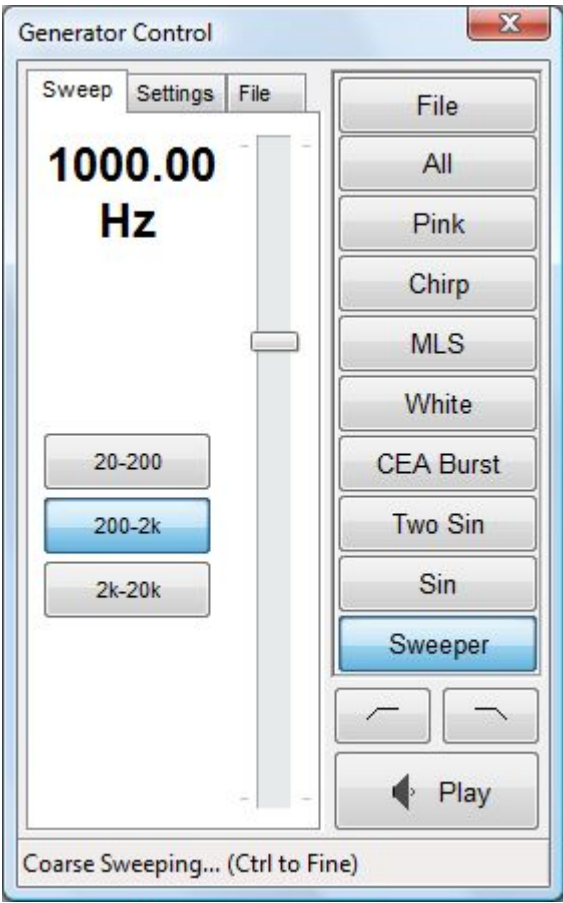 Generator Control
Sweep Settings File
1000.00
Hz
20-200
200-2k
2k-20k
File
All
Pink
Chirp
MLS
White
CEA Burst
Two Sin
Sin
Sweeper
Play
Coarse Sweeping... (Ctrl to Fine)